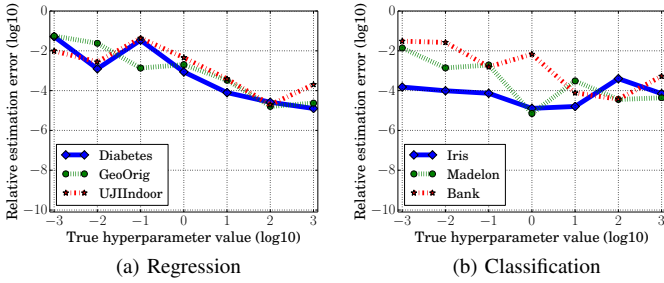 Relative estimation error (log10)
0
−2
−4
−6
−8
−10
Diabetes
GeoOrig
UJIIndoor
−3 −2 −1 0 1 2 3
True hyperparameter value (log10)
(a) Regression
Relative estimation error (log10)
0
−2
−4
−6
−8
−10
Iris
Madelon
Bank
−3 −2 −1 0 1 2 3
True hyperparameter value (log10)
(b) Classification